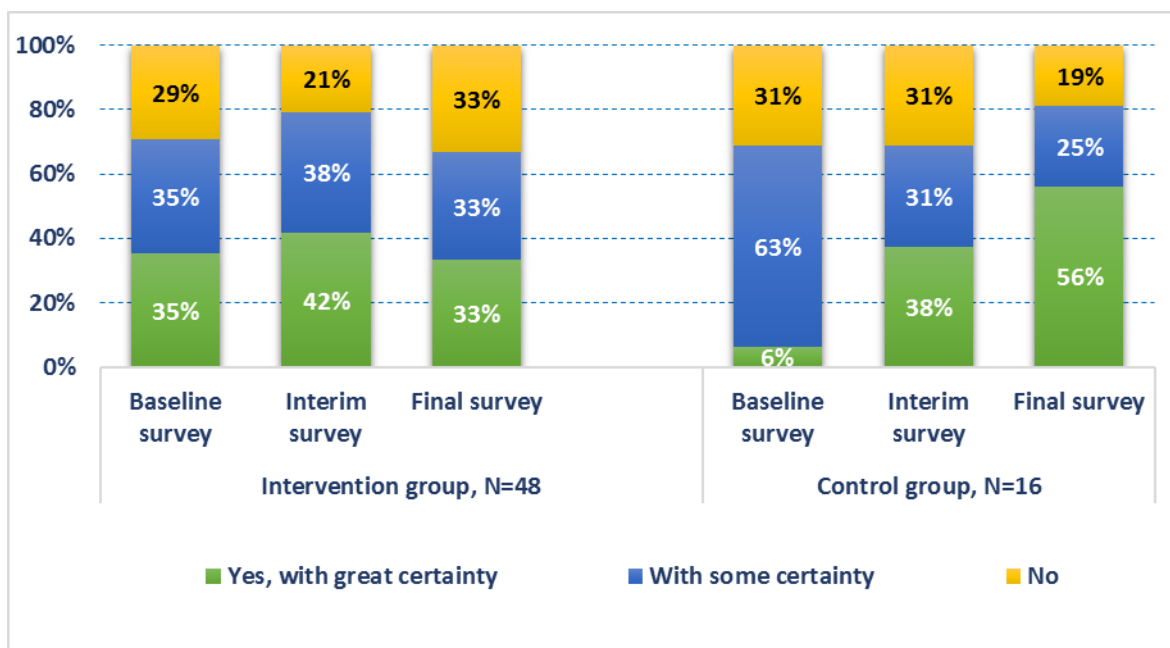 100%
80%
60%
40%
20%
0%
29% 21% 33% 31% 31% 19%
35% 38% 33% 63% 31% 25%
35% 42% 33% 6% 38% 56%
Baseline survey Interim survey Final survey Baseline survey Interim survey Final survey
Intervention group, N=48 Control group, N=16
Yes, with great certainty With some certainty No